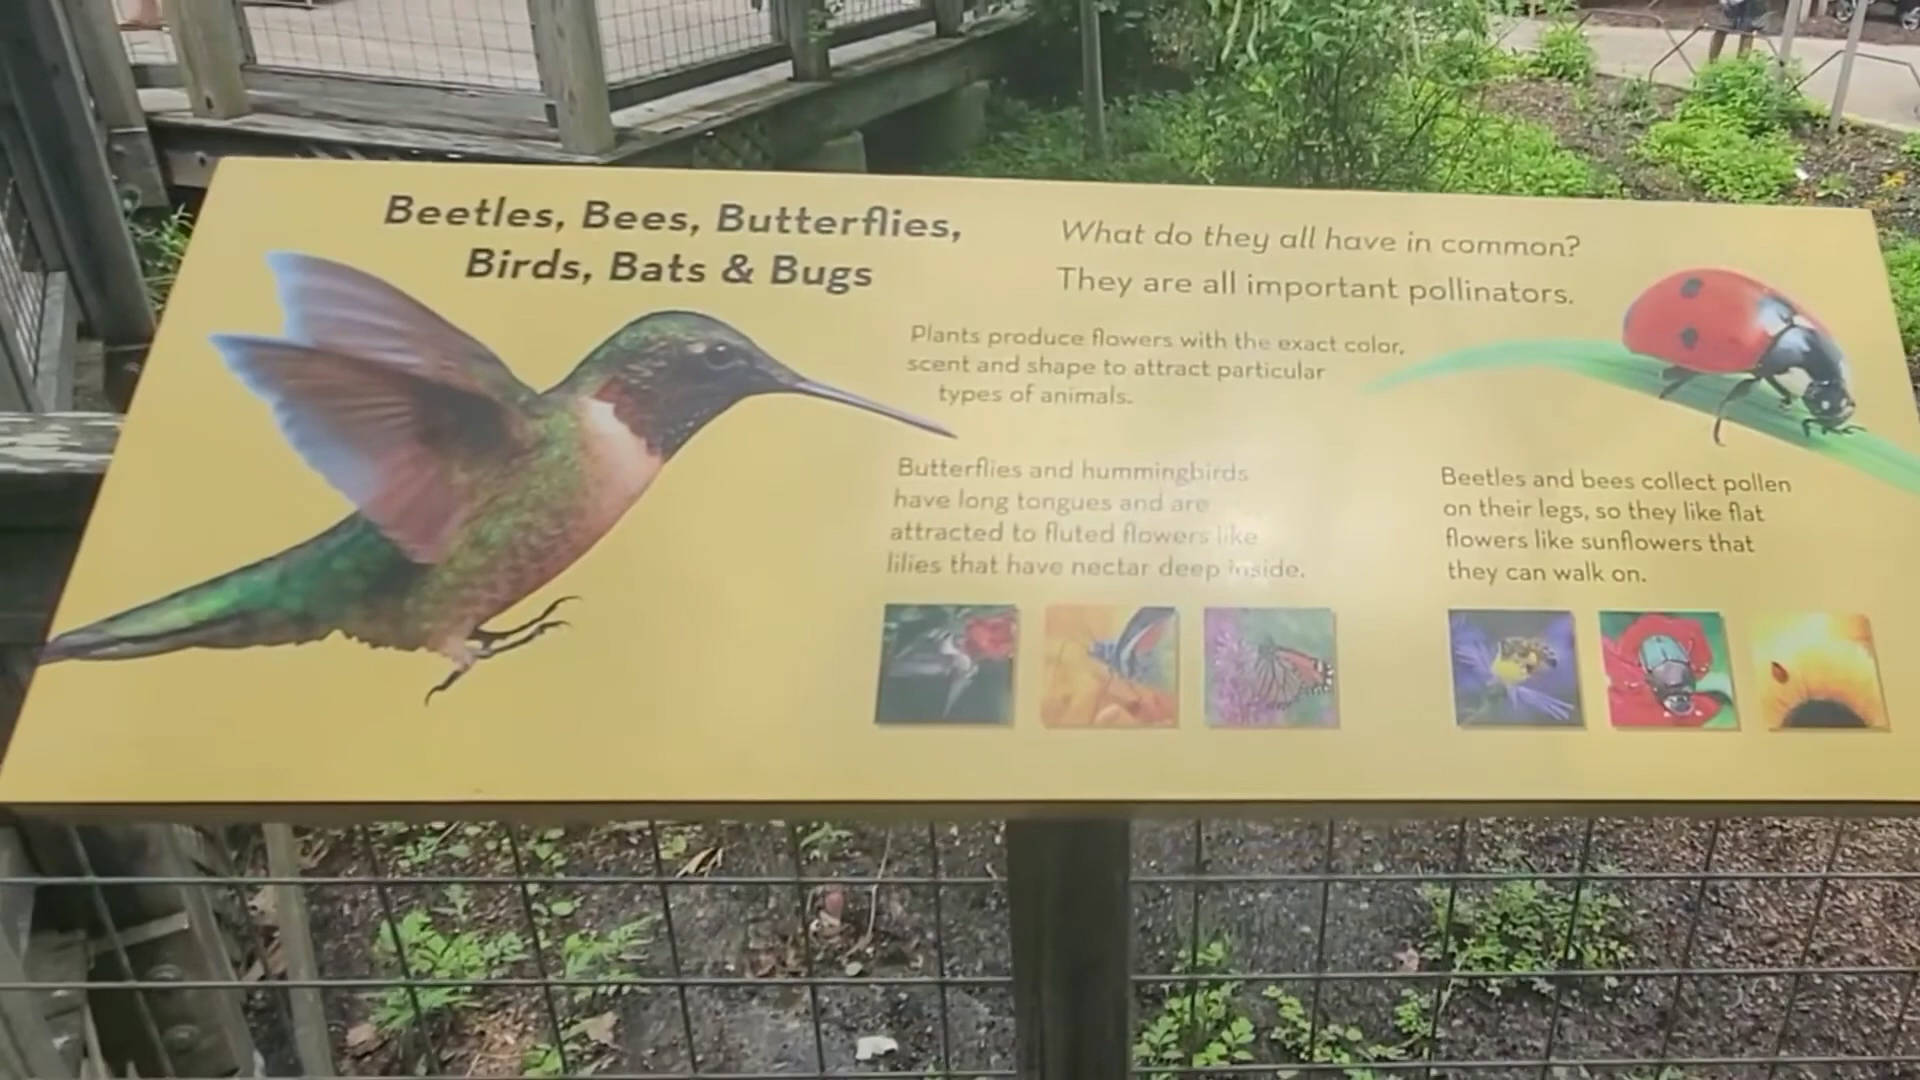 Beetles, Bees, Butterflies,
Birds, Bats & Bugs
What do they all have in common?
They are all important pollinators.
Plants produce flowers with the exact color,
scent and shape to attract particular
types of animals.
Butterflies and hummingbirds
have long tongues and are
attracted to fluted flowers like
lilies that have nectar deep inside.
Beetles and bees collect pollen
on their legs, so they like flat
flowers like sunflowers that
they can walk on.